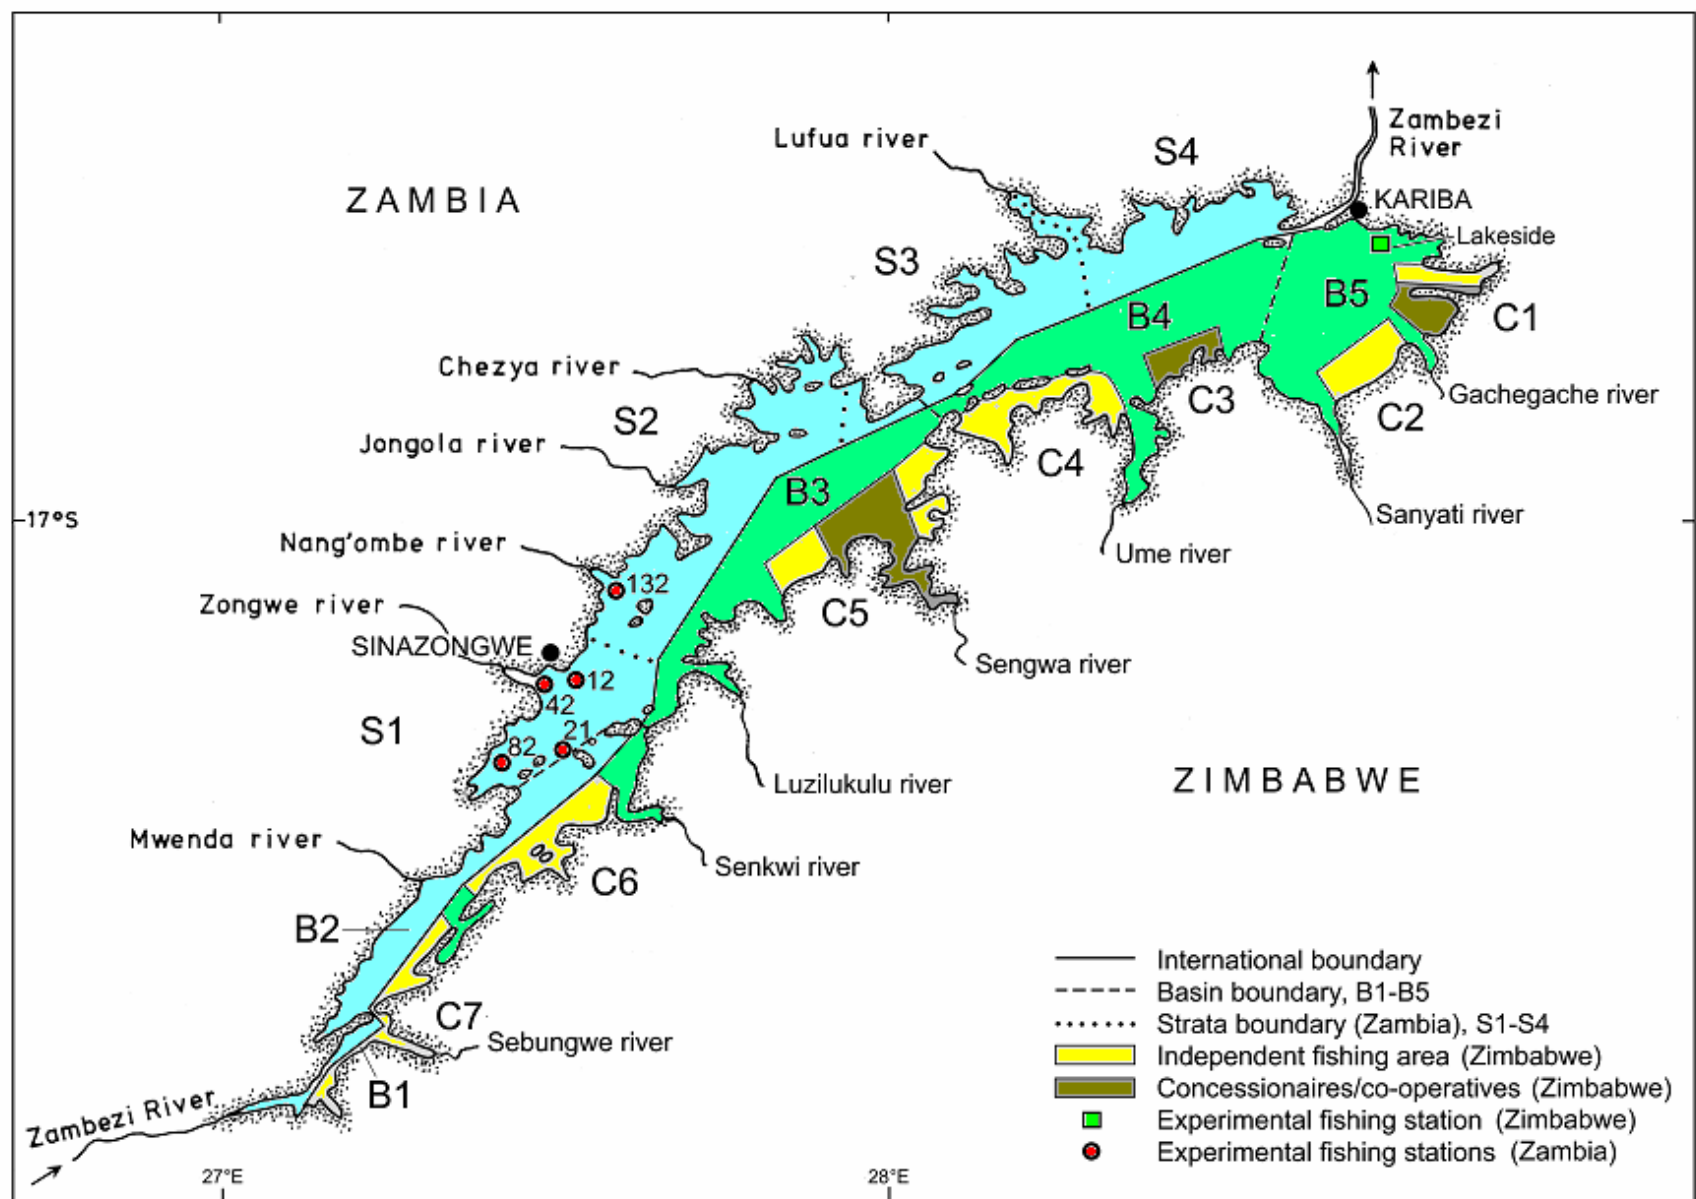 Zambezi
River
Lufua river
S4
ZAMBIA
KARIBA
Lakeside
S3
B5
B4
C1
Chezya river
Gachegache river
C3
C2
S2
Jongola river
C4
B3
17°S
Sanyati river
Nang'ombe river
Ume river
132
Zongwe river
C5
SINAZONGWE
Sengwa river
12
42
S1
21
82
Luzilukulu river
ZIMBABWE
Mwenda river
Senkwi river
C6
B2
International boundary
Basin boundary, B1-B5
C7
Strata boundary (Zambia), S1-S4
Sebungwe river
Independent fishing area (Zimbabwe)
Concessionaires/co-operatives (Zimbabwe)
B1
Zambezi River
Experimental fishing station (Zimbabwe)
Experimental fishing stations (Zambia)
27°E
28°E